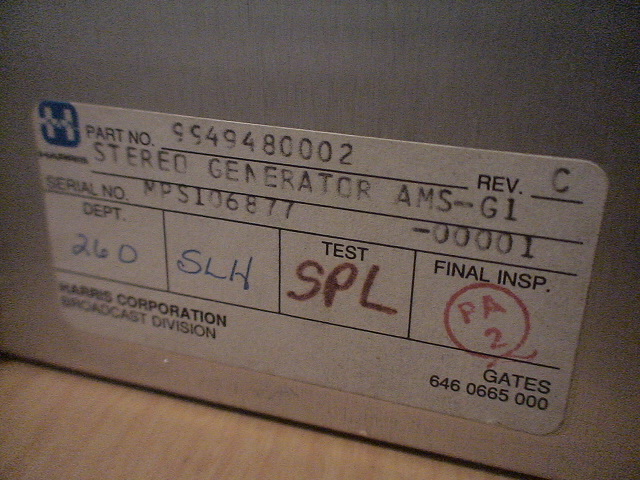 H
HARRIS
PART NO. 9949480002
REV. C
STEREO GENERATOR AMS-G1
SERIAL NO. MPS106877 -00001
DEPT. TEST FINAL INSP.
260 SLH SPL PA 2
HARRIS CORPORATION
BROADCAST DIVISION
GATES
646 0665 000